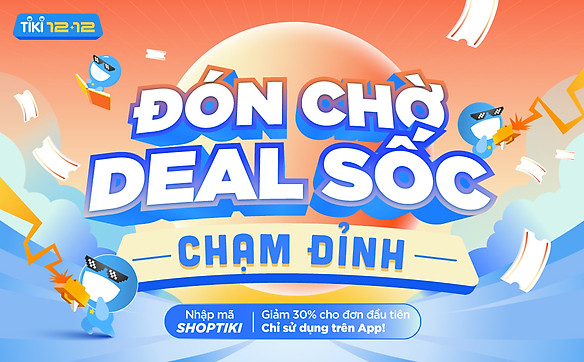 TIKI 12.12
ĐÓN CHỜ
DEAL SỐC
CHẠM ĐỈNH
Nhập mã
SHOPTIKI
Giảm 30% cho đơn đầu tiên
Chỉ sử dụng trên App!